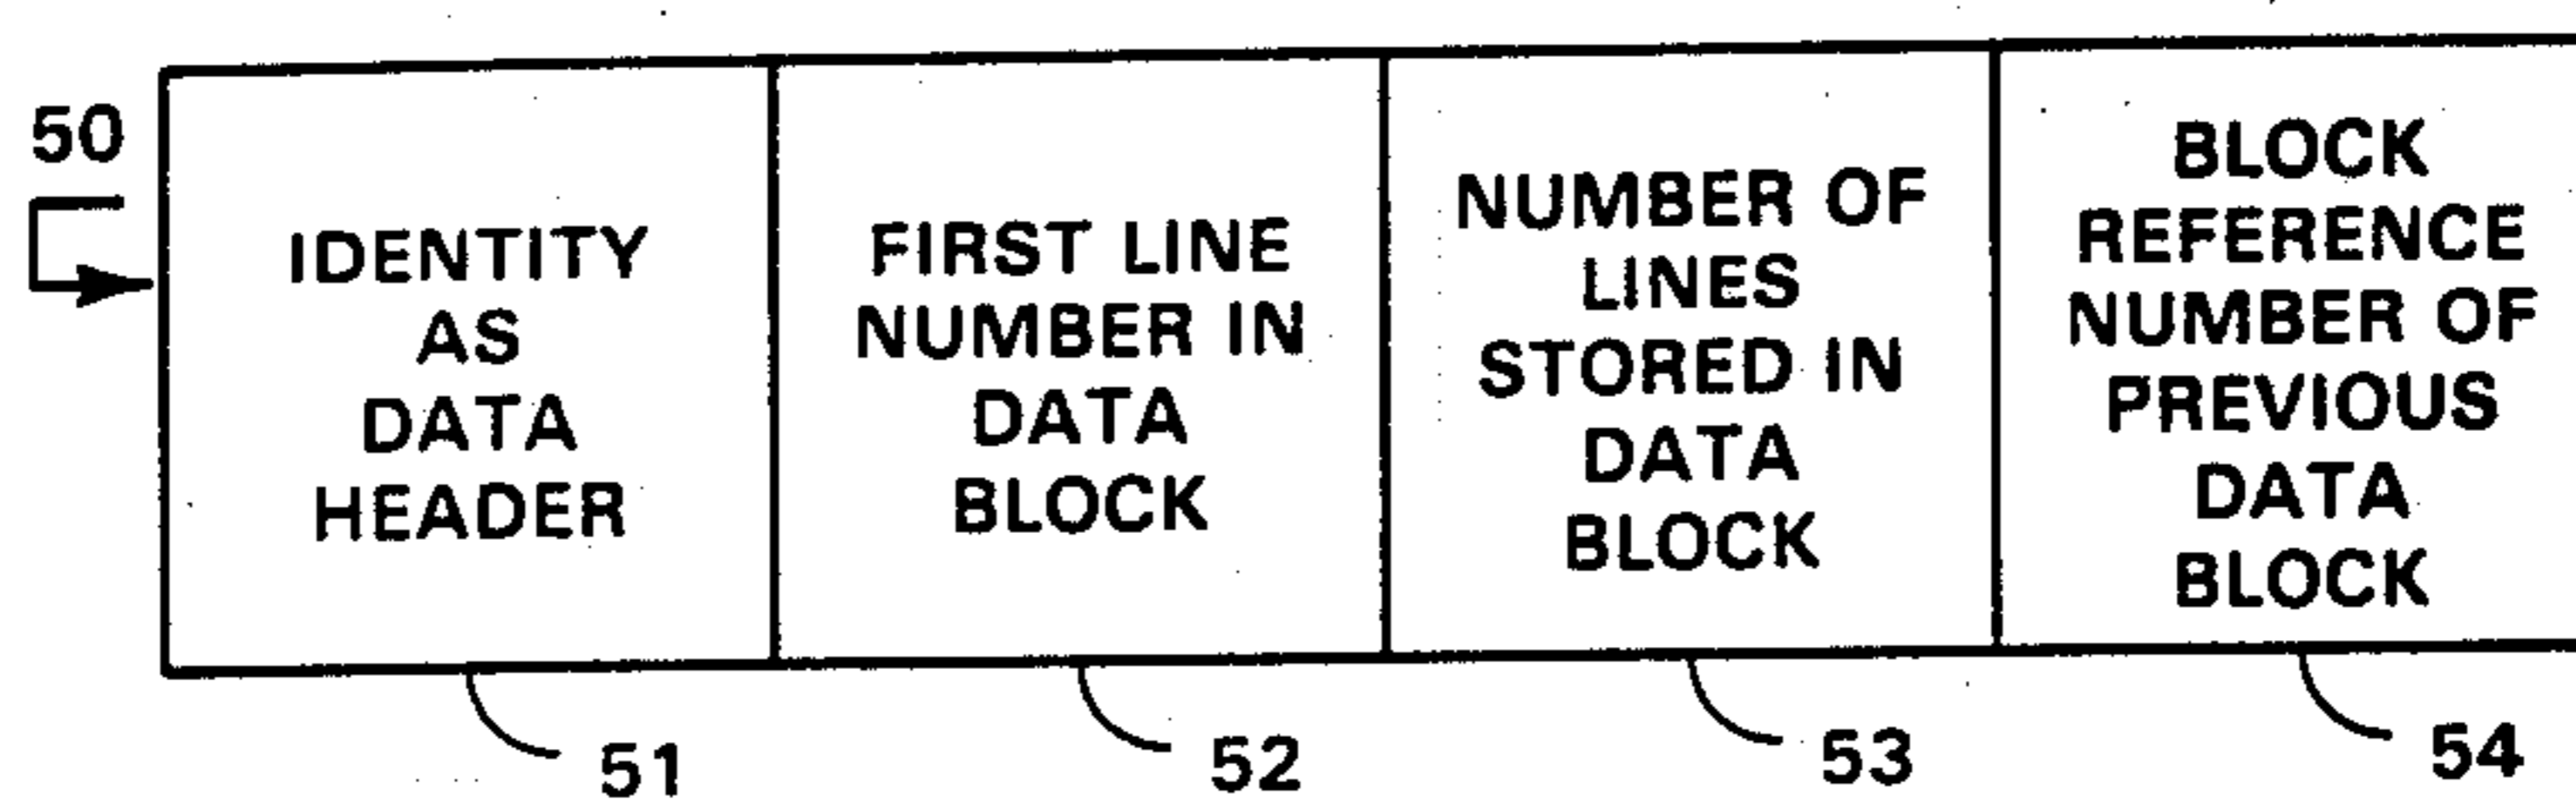 50
IDENTITY
AS
DATA
HEADER
FIRST LINE
NUMBER IN
DATA
BLOCK
NUMBER OF
LINES
STORED IN
DATA
BLOCK
BLOCK
REFERENCE
NUMBER OF
PREVIOUS
DATA
BLOCK
51
52
53
54